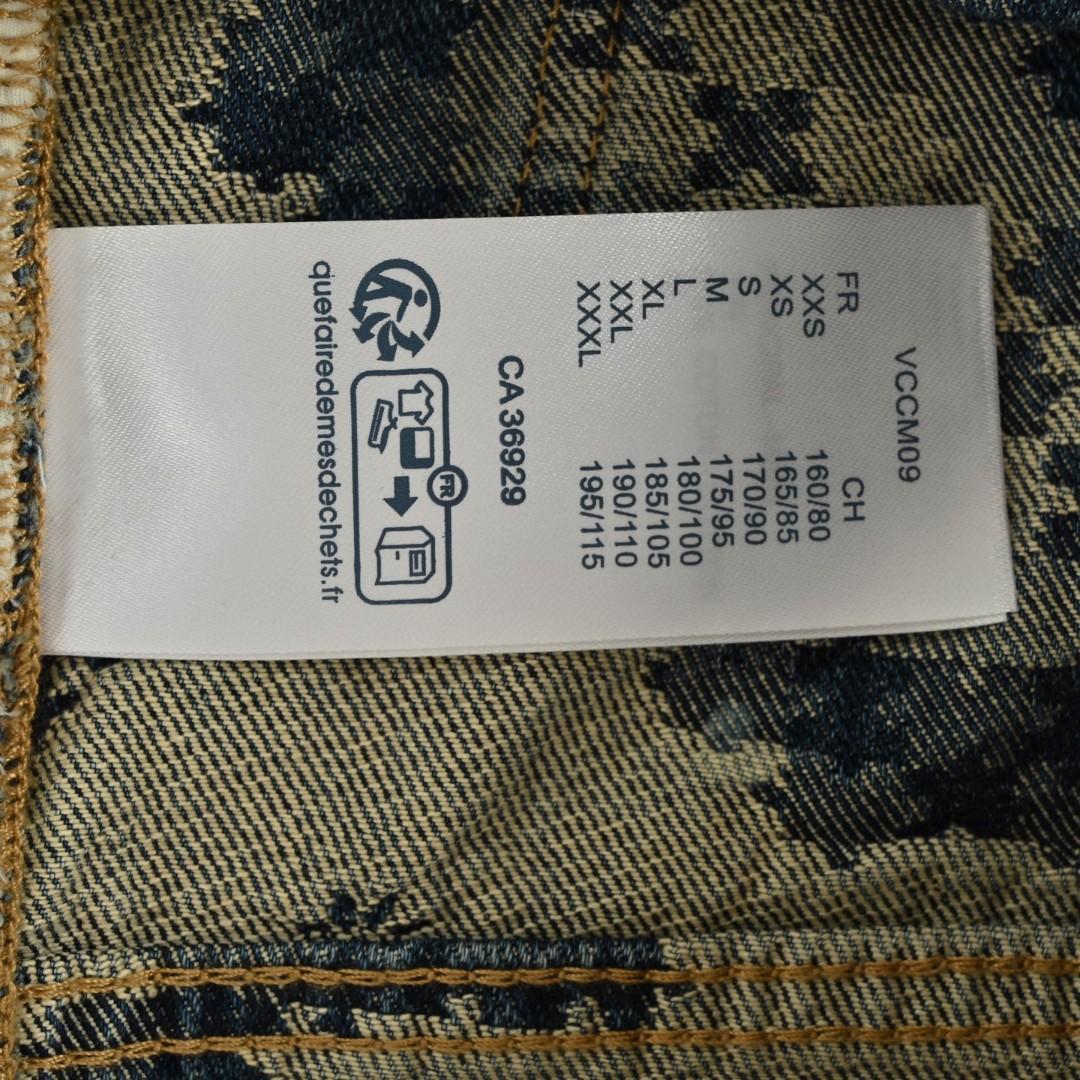 VCCM09
FR CH
XXS 160/80
XS 165/85
S 170/90
M 175/95
L 180/100
XL 185/105
XXL 190/110
XXXL 195/115
CA 36929
FR
quefairedemesdechets.fr